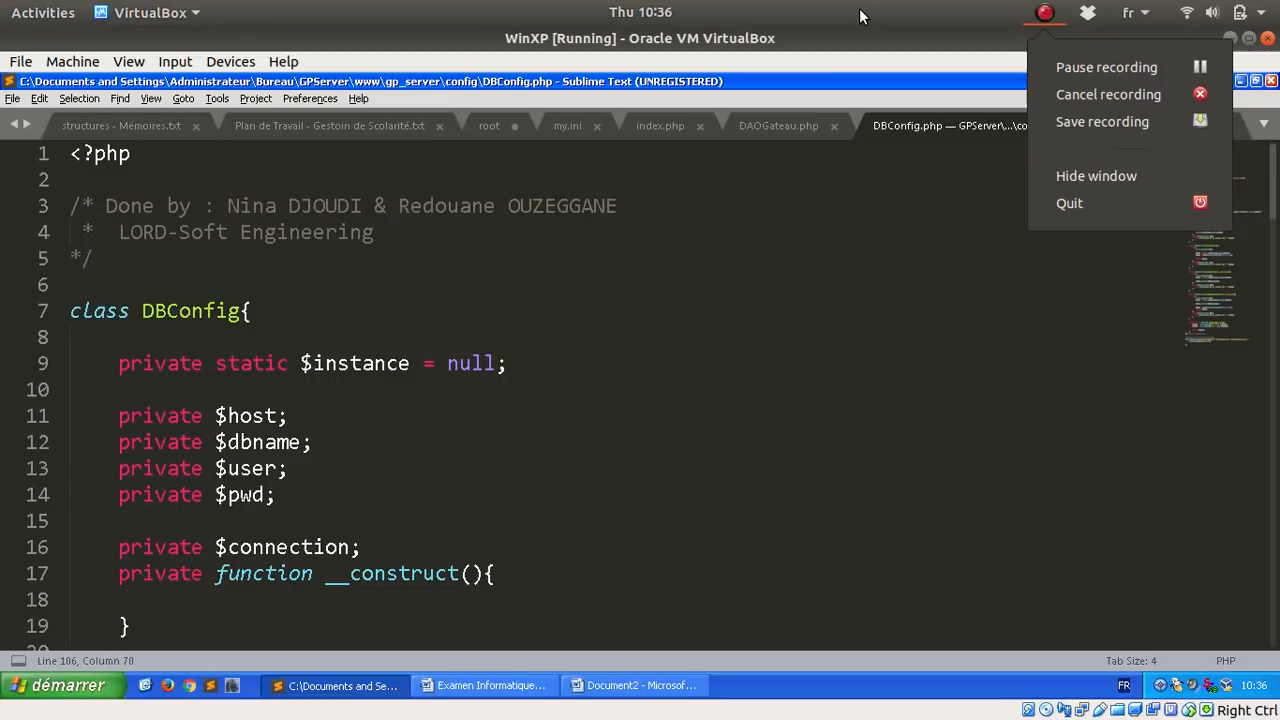 Activities VirtualBox Thu 10:36 fr
WinXP [Running] - Oracle VM VirtualBox
File Machine View Input Devices Help
C:\Documents and Settings\Administrateur\Bureau\GPServer\www\gp_server\config\DBConfig.php - Sublime Text (UNREGISTERED)
File Edit Selection Find View Goto Tools Project Preferences Help
structures - Mémoires.txt Plan de Travail - Gestoin de Scolarité.txt root my.ini index.php DAOGateau.php DBConfig.php — GPServer\...\co
Pause recording
Cancel recording
Save recording
Hide window
Quit
1 <?php
2
3 /* Done by : Nina DJOUDI & Redouane OUZEGGANE
4 * LORD-Soft Engineering
5 */
6
7 class DBConfig{
8
9 private static $instance = null;
10
11 private $host;
12 private $dbname;
13 private $user;
14 private $pwd;
15
16 private $connection;
17 private function __construct(){
18
19 }
Line 106, Column 70 Tab Size: 4 PHP
démarrer C:\Documents and Se... Examen Informatique... Document2 - Microsof... FR 10:36
Right Ctrl